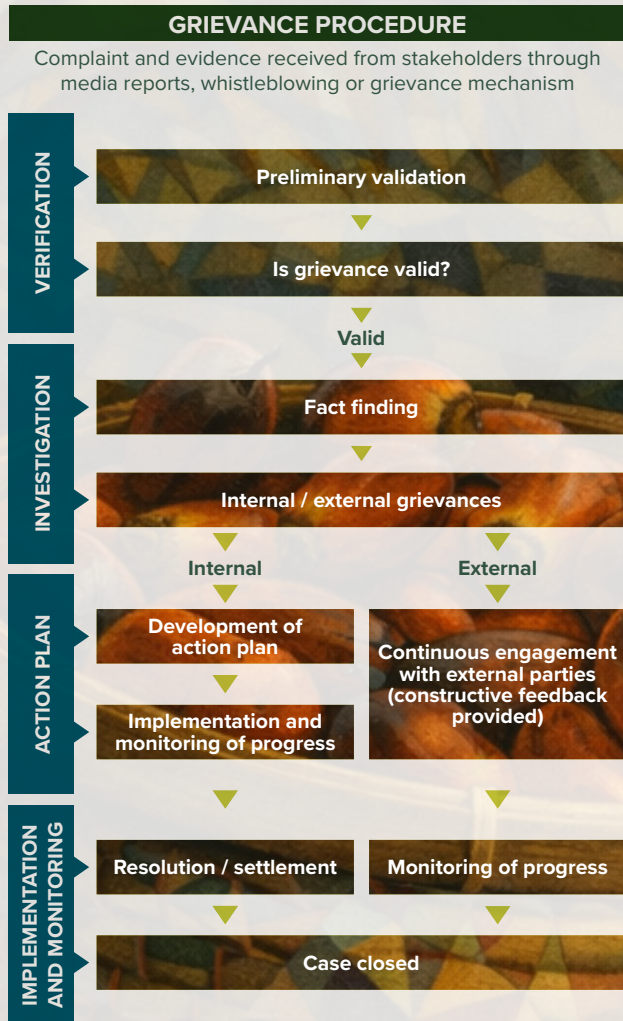 GRIEVANCE PROCEDURE
Complaint and evidence received from stakeholders through
media reports, whistleblowing or grievance mechanism
VERIFICATION
Preliminary validation
Is grievance valid?
Valid
INVESTIGATION
Fact finding
Internal / external grievances
Internal
External
ACTION PLAN
Development of
action plan
Implementation and
monitoring of progress
Continuous engagement
with external parties
(constructive feedback
provided)
IMPLEMENTATION
AND MONITORING
Resolution / settlement
Monitoring of progress
Case closed